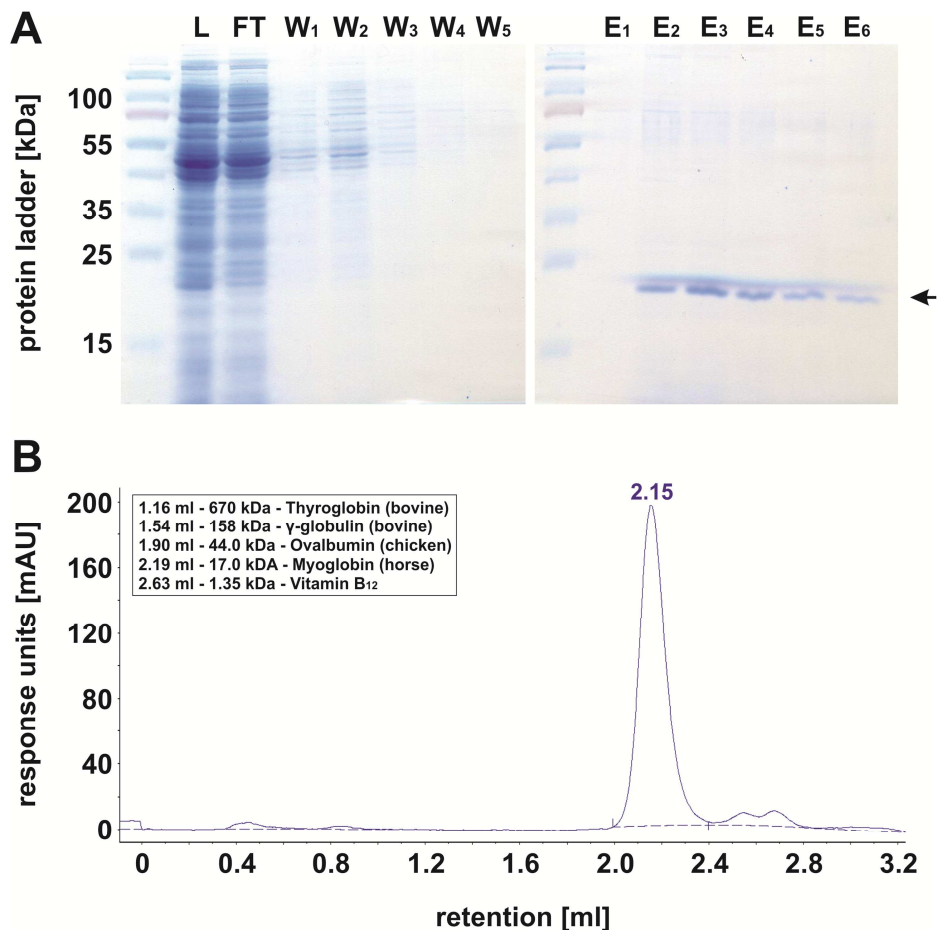 A
L FT W1 W2 W3 W4 W5 E1 E2 E3 E4 E5 E6
protein ladder [kDa]
100
55
35
25
15
B
2.15
1.16 ml - 670 kDa - Thyroglobin (bovine)
1.54 ml - 158 kDa - γ-globulin (bovine)
1.90 ml - 44.0 kDa - Ovalbumin (chicken)
2.19 ml - 17.0 kDA - Myoglobin (horse)
2.63 ml - 1.35 kDa - Vitamin B12
response units [mAU]
200
160
120
80
40
0
0 0.4 0.8 1.2 1.6 2.0 2.4 2.8 3.2
retention [ml]